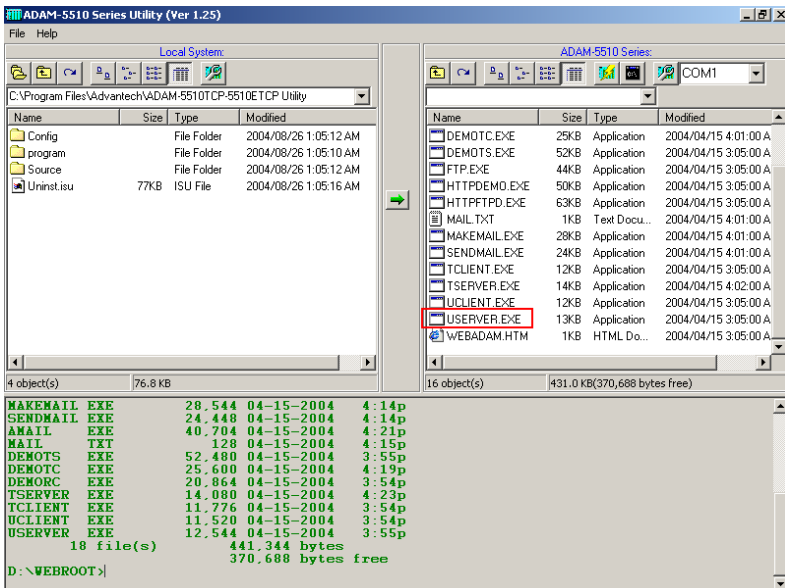 ADAM-5510 Series Utility (Ver 1.25)
File Help
Local System:
C:\Program Files\Advantech\ADAM-5510TCP-5510ETCP Utility
Name Size Type Modified
Config File Folder 2004/08/26 1:05:12 AM
program File Folder 2004/08/26 1:05:10 AM
Source File Folder 2004/08/26 1:05:12 AM
Uninst.isu 77KB ISU File 2004/08/26 1:05:16 AM
4 object(s) 76.8 KB
ADAM-5510 Series:
COM1
Name Size Type Modified
DEMOTC.EXE 25KB Application 2004/04/15 4:01:00 A
DEMOTS.EXE 52KB Application 2004/04/15 3:05:00 A
FTP.EXE 44KB Application 2004/04/15 3:05:00 A
HTTPDEMO.EXE 50KB Application 2004/04/15 3:05:00 A
HTTPFTPD.EXE 63KB Application 2004/04/15 3:05:00 A
MAIL.TXT 1KB Text Docu... 2004/04/15 4:01:00 A
MAKEMAIL.EXE 28KB Application 2004/04/15 4:01:00 A
SENDMAIL.EXE 24KB Application 2004/04/15 4:01:00 A
TCLIENT.EXE 12KB Application 2004/04/15 3:05:00 A
TSERVER.EXE 14KB Application 2004/04/15 4:02:00 A
UCLIENT.EXE 12KB Application 2004/04/15 3:05:00 A
USERVER.EXE 13KB Application 2004/04/15 3:05:00 A
WEBADAM.HTM 1KB HTML Do... 2004/04/15 3:05:00 A
16 object(s) 431.0 KB(370,688 bytes free)
MAKEMAIL EXE 28,544 04-15-2004 4:14p
SENDMAIL EXE 24,448 04-15-2004 4:14p
AMAIL EXE 40,704 04-15-2004 4:21p
MAIL TXT 128 04-15-2004 4:15p
DEMOTS EXE 52,480 04-15-2004 3:55p
DEMOTC EXE 25,600 04-15-2004 4:19p
DEMORC EXE 20,864 04-15-2004 3:54p
TSERVER EXE 14,080 04-15-2004 4:23p
TCLIENT EXE 11,776 04-15-2004 3:54p
UCLIENT EXE 11,520 04-15-2004 3:54p
USERVER EXE 12,544 04-15-2004 3:55p
18 file(s) 441,344 bytes
370,688 bytes free
D:\WEBROOT>